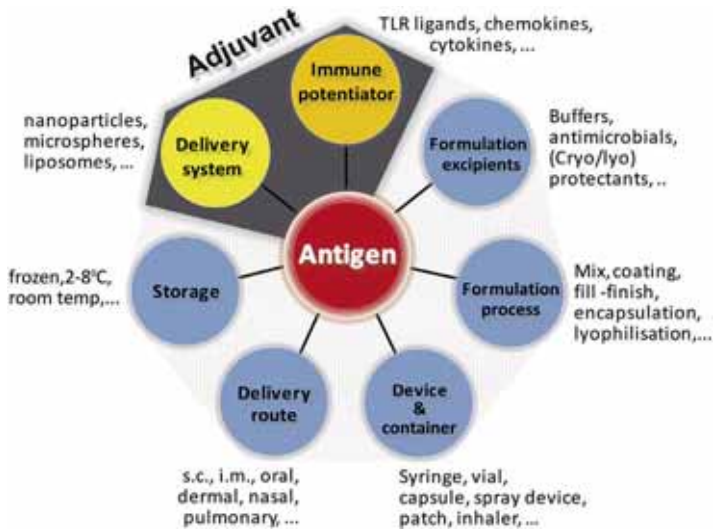 Adjuvant
TLR ligands, chemokines,
cytokines, ...
Immune
potentiator
nanoparticles,
microspheres,
liposomes, ...
Delivery
system
Formulation
excipients
Buffers,
antimicrobials,
(Cryo/lyo)
protectants, ..
Antigen
frozen,2-8ºC,
room temp,...
Storage
Formulation
process
Mix, coating,
fill -finish,
encapsulation,
lyophilisation,...
Delivery
route
Device
&
container
s.c., i.m., oral,
dermal, nasal,
pulmonary, ...
Syringe, vial,
capsule, spray device,
patch, inhaler, ...